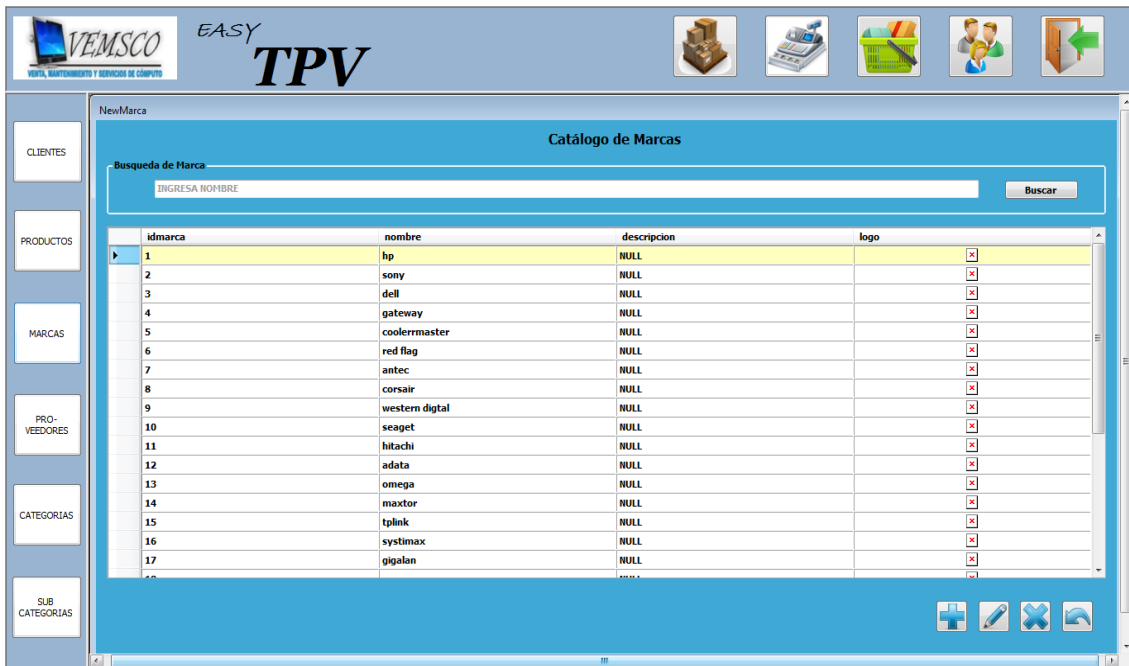 VEMSCO
VENTA, MANTENIMIENTO Y SERVICIOS DE CÓMPUTO
EASY
TPV
CLIENTES
PRODUCTOS
MARCAS
PRO-
VEEDORES
CATEGORIAS
SUB
CATEGORIAS
NewMarca
Catálogo de Marcas
Busqueda de Marca
INGRESA NOMBRE Buscar
idmarca nombre descripcion logo
1 hp NULL
2 sony NULL
3 dell NULL
4 gateway NULL
5 coolerrmaster NULL
6 red flag NULL
7 antec NULL
8 corsair NULL
9 western digtal NULL
10 seaget NULL
11 hitachi NULL
12 adata NULL
13 omega NULL
14 maxtor NULL
15 tplink NULL
16 systimax NULL
17 gigalan NULL